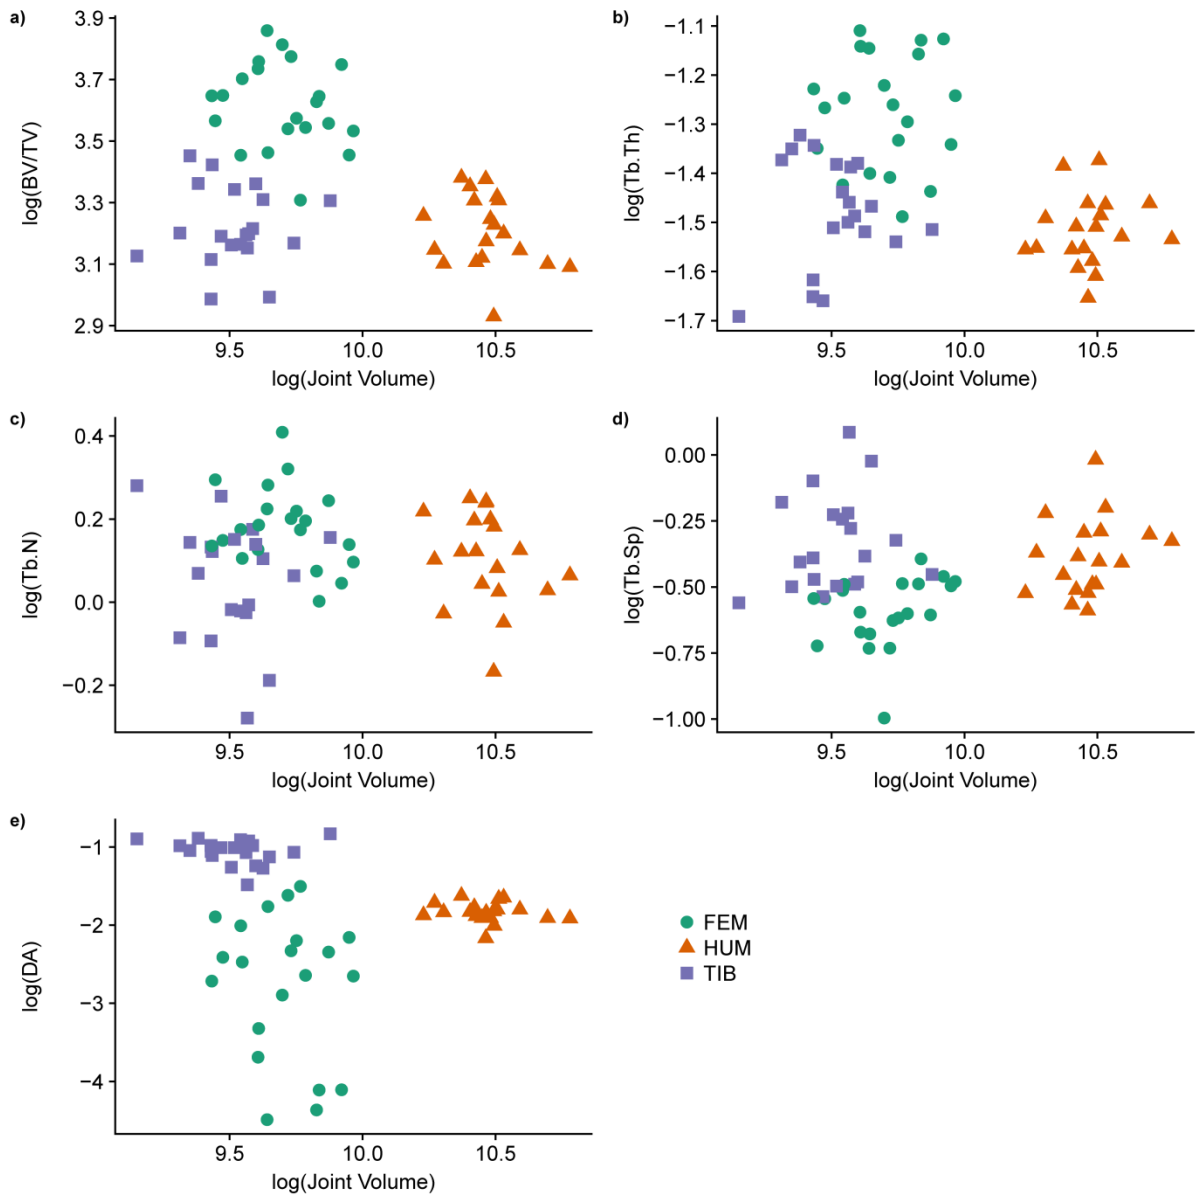 a)
3.9
3.7
3.5
3.3
3.1
2.9
log(BV/TV)
9.5 10.0 10.5
log(Joint Volume)
b)
−1.1
−1.2
−1.3
−1.4
−1.5
−1.6
−1.7
log(Tb.Th)
9.5 10.0 10.5
log(Joint Volume)
c)
0.4
0.2
0.0
−0.2
log(Tb.N)
9.5 10.0 10.5
log(Joint Volume)
d)
0.00
−0.25
−0.50
−0.75
−1.00
log(Tb.Sp)
9.5 10.0 10.5
log(Joint Volume)
e)
−1
−2
−3
−4
log(DA)
9.5 10.0 10.5
log(Joint Volume)
FEM
HUM
TIB